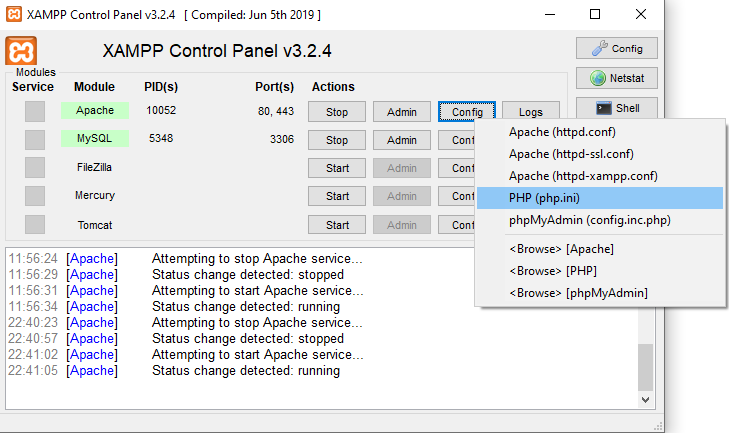 XAMPP Control Panel v3.2.4 [ Compiled: Jun 5th 2019 ]
XAMPP Control Panel v3.2.4
Config
Netstat
Shell
Modules
Service Module PID(s) Port(s) Actions
Apache 10052 80, 443 Stop Admin Config Logs
MySQL 5348 3306 Stop Admin
FileZilla Start Admin
Mercury Start Admin
Tomcat Start Admin
Apache (httpd.conf)
Apache (httpd-ssl.conf)
Apache (httpd-xampp.conf)
PHP (php.ini)
phpMyAdmin (config.inc.php)
<Browse> [Apache]
<Browse> [PHP]
<Browse> [phpMyAdmin]
11:56:24 [Apache] Attempting to stop Apache service...
11:56:29 [Apache] Status change detected: stopped
11:56:31 [Apache] Attempting to start Apache service...
11:56:34 [Apache] Status change detected: running
22:40:23 [Apache] Attempting to stop Apache service...
22:40:57 [Apache] Status change detected: stopped
22:41:02 [Apache] Attempting to start Apache service...
22:41:05 [Apache] Status change detected: running